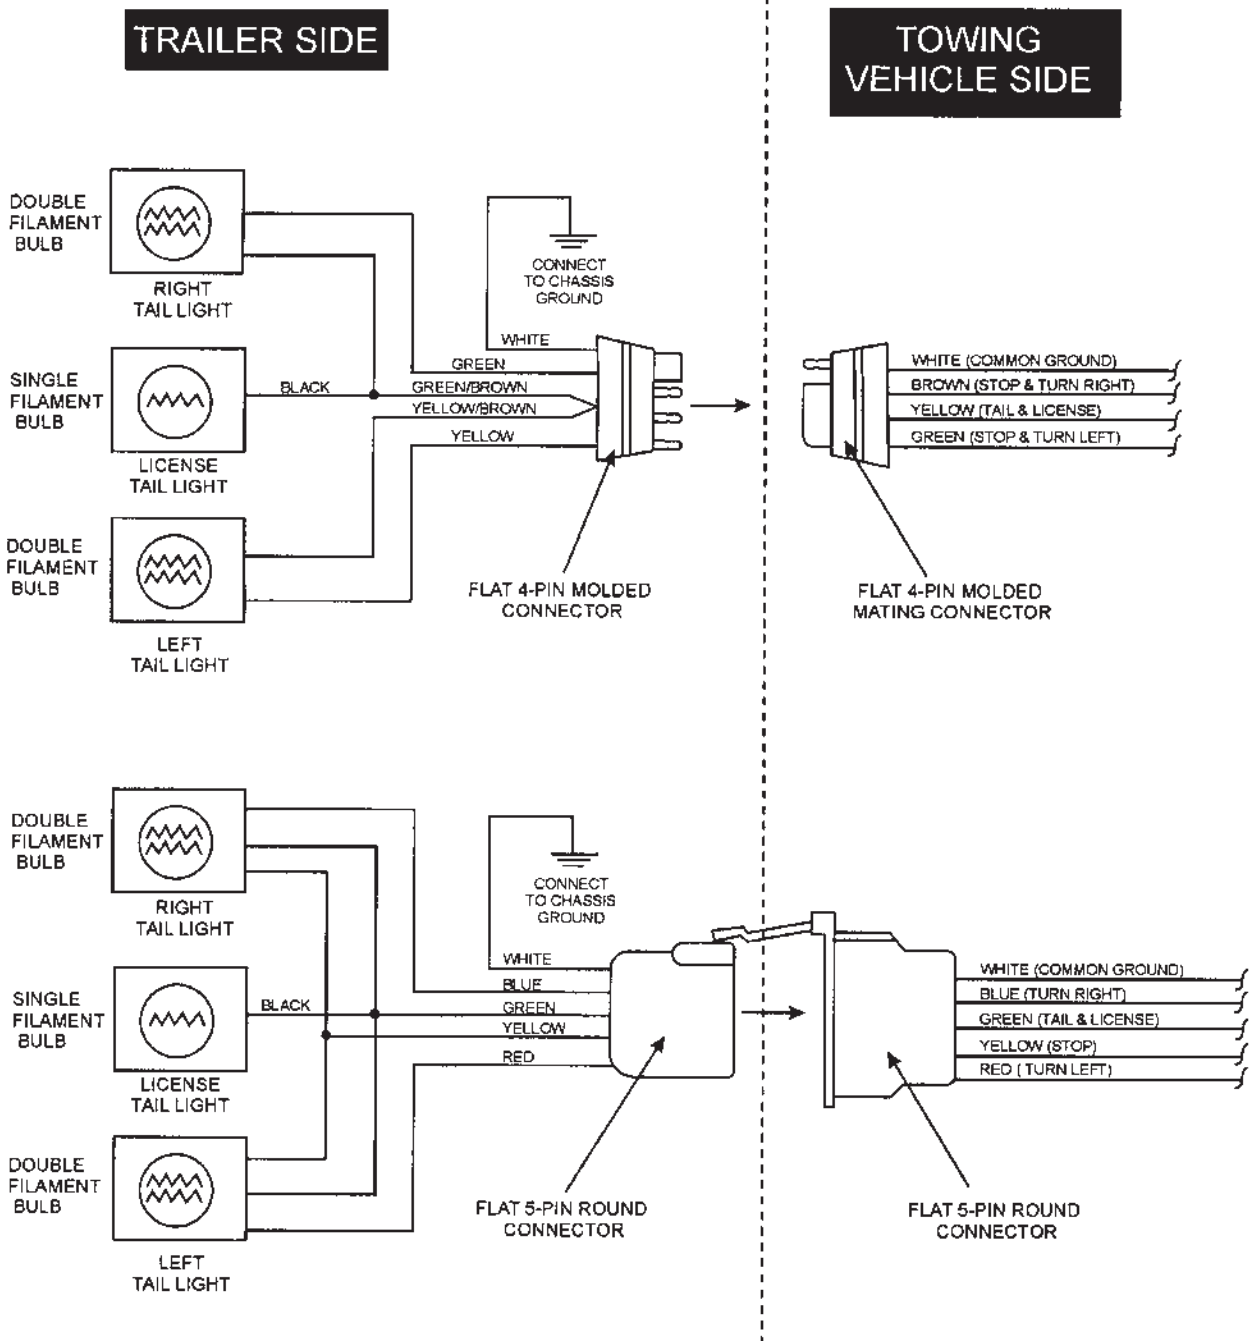 TRAILER SIDE
TOWING
VEHICLE SIDE
DOUBLE
FILAMENT
BULB
RIGHT
TAIL LIGHT
CONNECT
TO CHASSIS
GROUND
WHITE
GREEN
GREEN/BROWN
YELLOW/BROWN
YELLOW
SINGLE
FILAMENT
BULB
BLACK
LICENSE
TAIL LIGHT
WHITE (COMMON GROUND)
BROWN (STOP & TURN RIGHT)
YELLOW (TAIL & LICENSE)
GREEN (STOP & TURN LEFT)
DOUBLE
FILAMENT
BULB
LEFT
TAIL LIGHT
FLAT 4-PIN MOLDED
CONNECTOR
FLAT 4-PIN MOLDED
MATING CONNECTOR
DOUBLE
FILAMENT
BULB
RIGHT
TAIL LIGHT
CONNECT
TO CHASSIS
GROUND
WHITE
BLUE
GREEN
YELLOW
RED
SINGLE
FILAMENT
BULB
BLACK
LICENSE
TAIL LIGHT
WHITE (COMMON GROUND)
BLUE (TURN RIGHT)
GREEN (TAIL & LICENSE)
YELLOW (STOP)
RED ( TURN LEFT)
DOUBLE
FILAMENT
BULB
LEFT
TAIL LIGHT
FLAT 5-PIN ROUND
CONNECTOR
FLAT 5-PIN ROUND
CONNECTOR